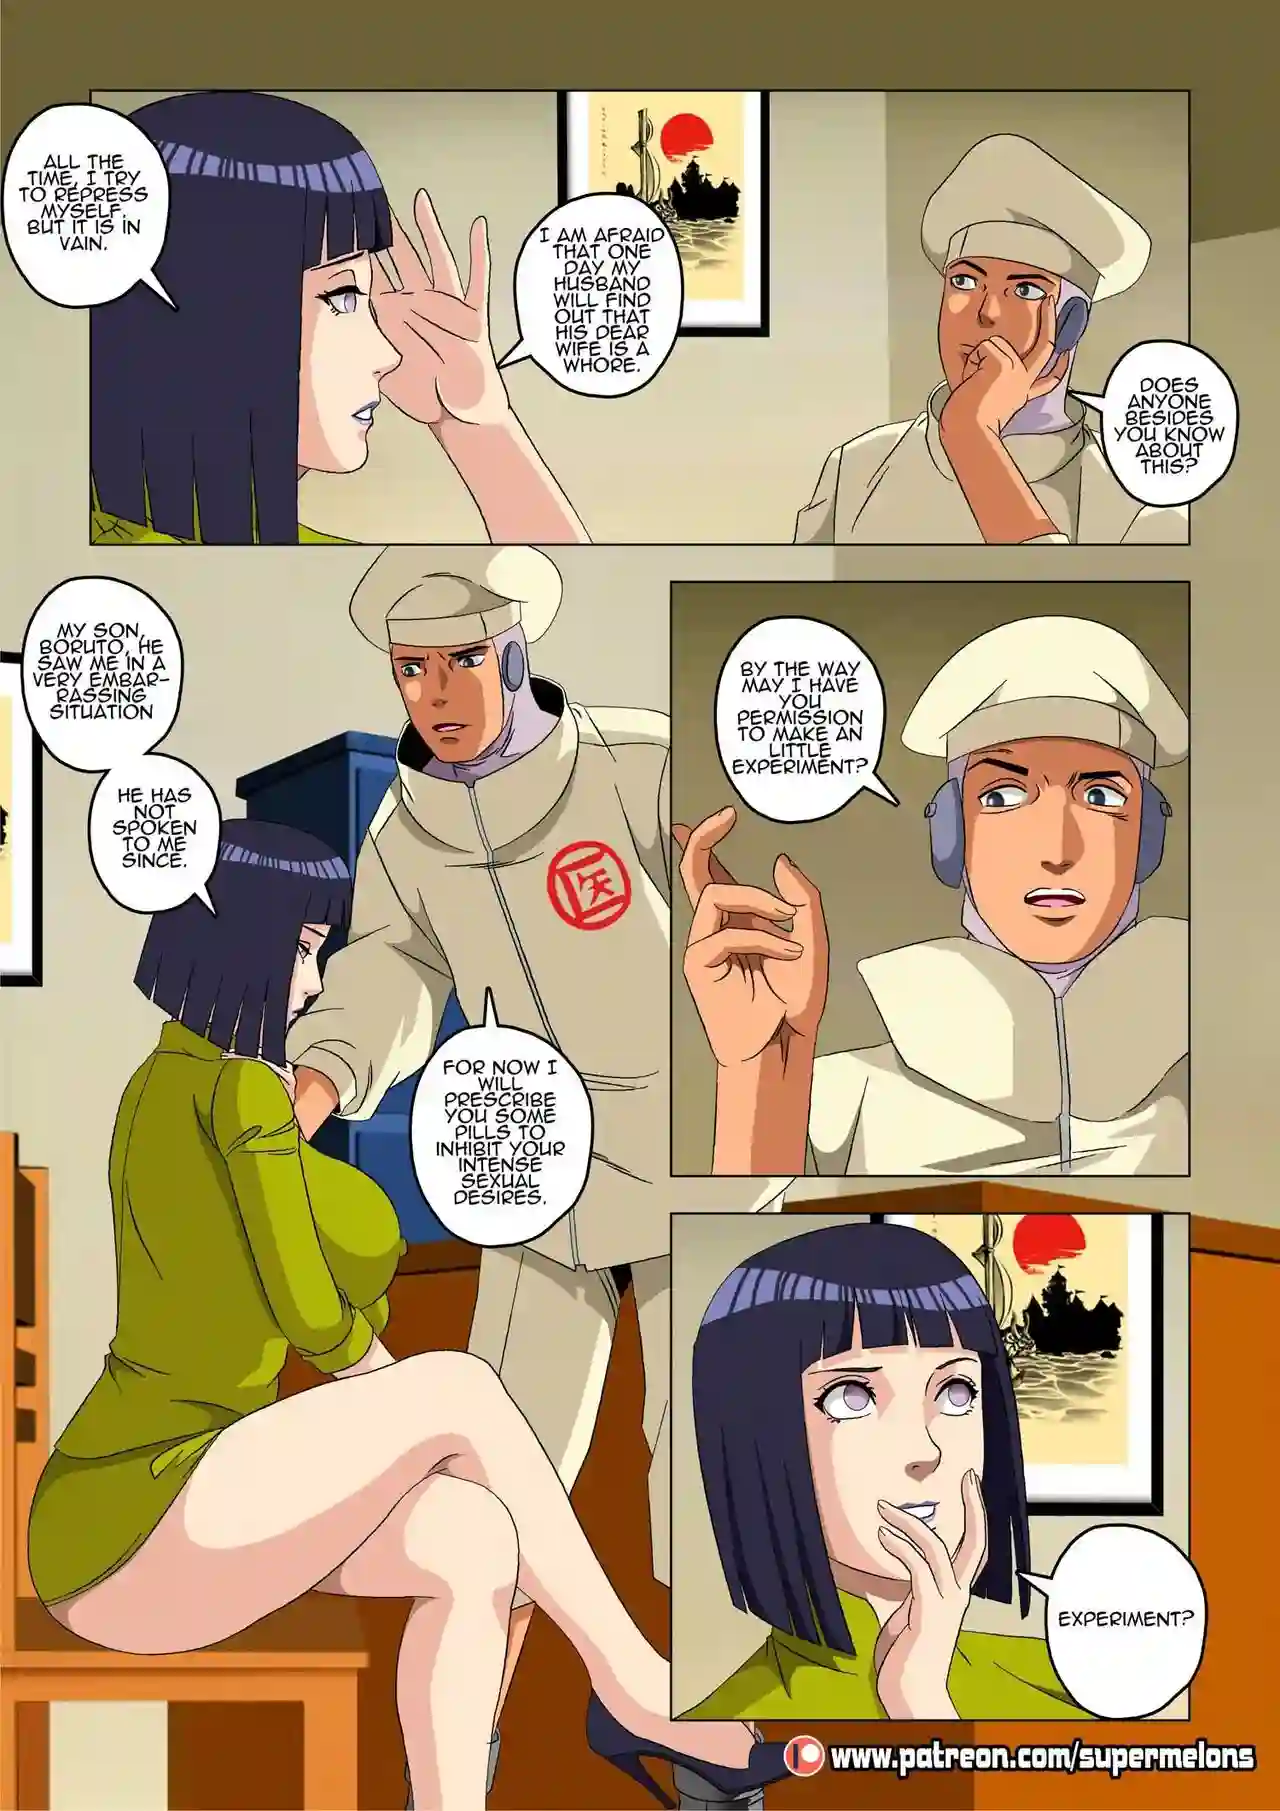 ALL THE
TIME, I TRY
TO REPRESS
MYSELF.
BUT IT IS IN
VAIN.
I AM AFRAID
THAT ONE
DAY MY
HUSBAND
WILL FIND
OUT THAT
HIS DEAR
WIFE IS A
WHORE.
DOES
ANYONE
BESIDES
YOU KNOW
ABOUT
THIS?
MY SON,
BORUTO, HE
SAW ME IN A
VERY EMBAR-
RASSING
SITUATION
HE HAS
NOT
SPOKEN
TO ME
SINCE.
医
FOR NOW I
WILL
PRESCRIBE
YOU SOME
PILLS TO
INHIBIT YOUR
INTENSE
SEXUAL
DESIRES.
BY THE WAY
MAY I HAVE
YOU
PERMISSION
TO MAKE AN
LITTLE
EXPERIMENT?
EXPERIMENT?
www.patreon.com/supermelons